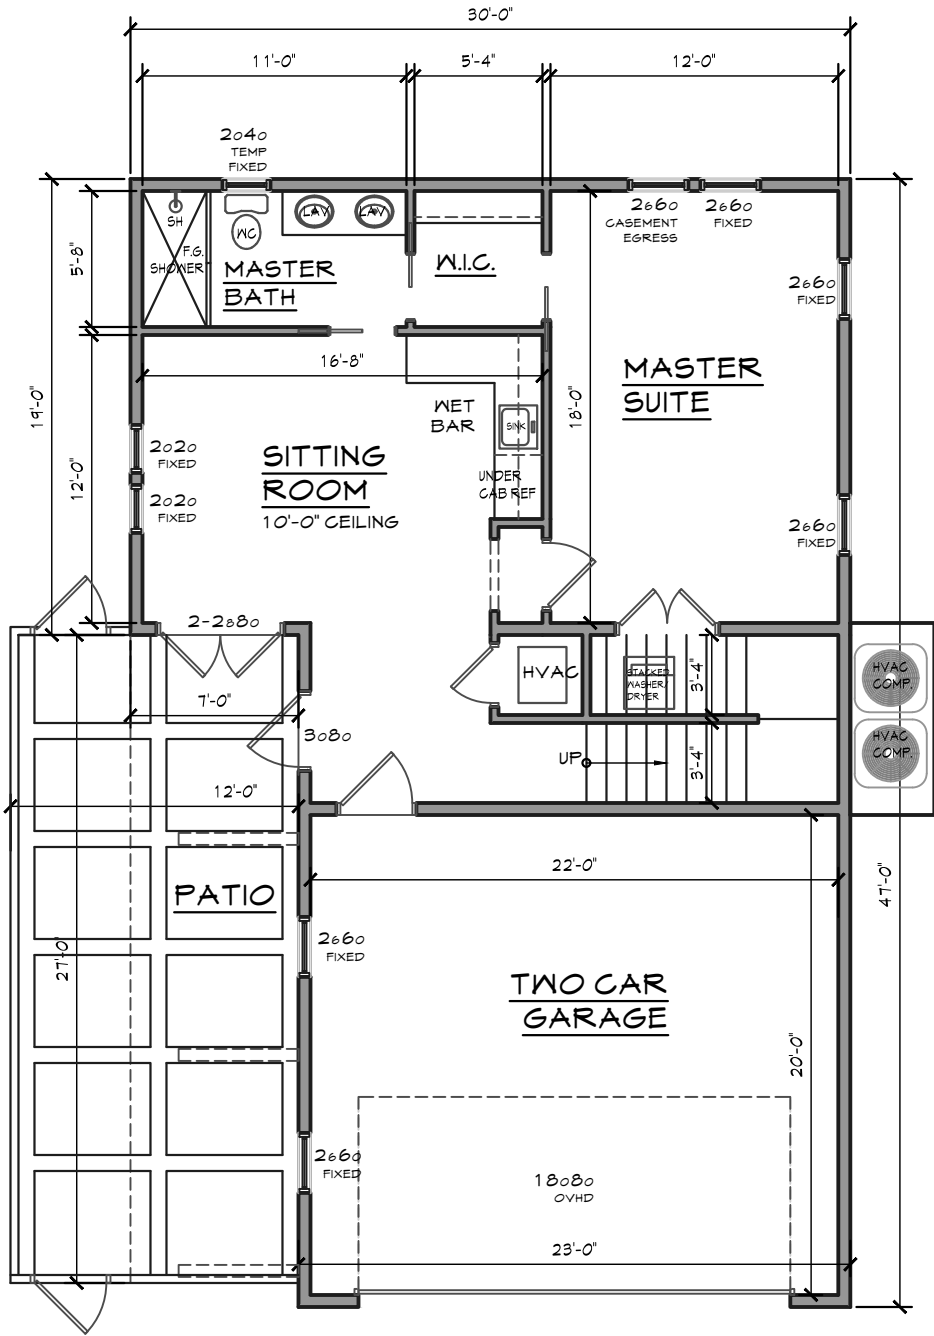 30'-0"
11'-0"
5'-4"
12'-0"
2040
TEMP
FIXED
2660
CASEMENT
EGRESS
2660
FIXED
SH
WC
LAV
LAV
F.G.
SHOWER
5'-8"
MASTER
BATH
W.I.C.
2660
FIXED
16'-8"
MASTER
SUITE
19'-0"
18'-0"
WET
BAR
SINK
2020
FIXED
SITTING
ROOM
10'-0" CEILING
12'-0"
UNDER
CAB REF
2020
FIXED
2660
FIXED
2-2880
HVAC
STACKED
WASHER/
DRYER
3'-4"
HVAC
COMP.
7'-0"
3080
UP
3'-4"
HVAC
COMP.
12'-0"
22'-0"
47'-0"
PATIO
2660
FIXED
27'-0"
TWO CAR
GARAGE
20'-0"
2660
FIXED
18080
OVHD
23'-0"